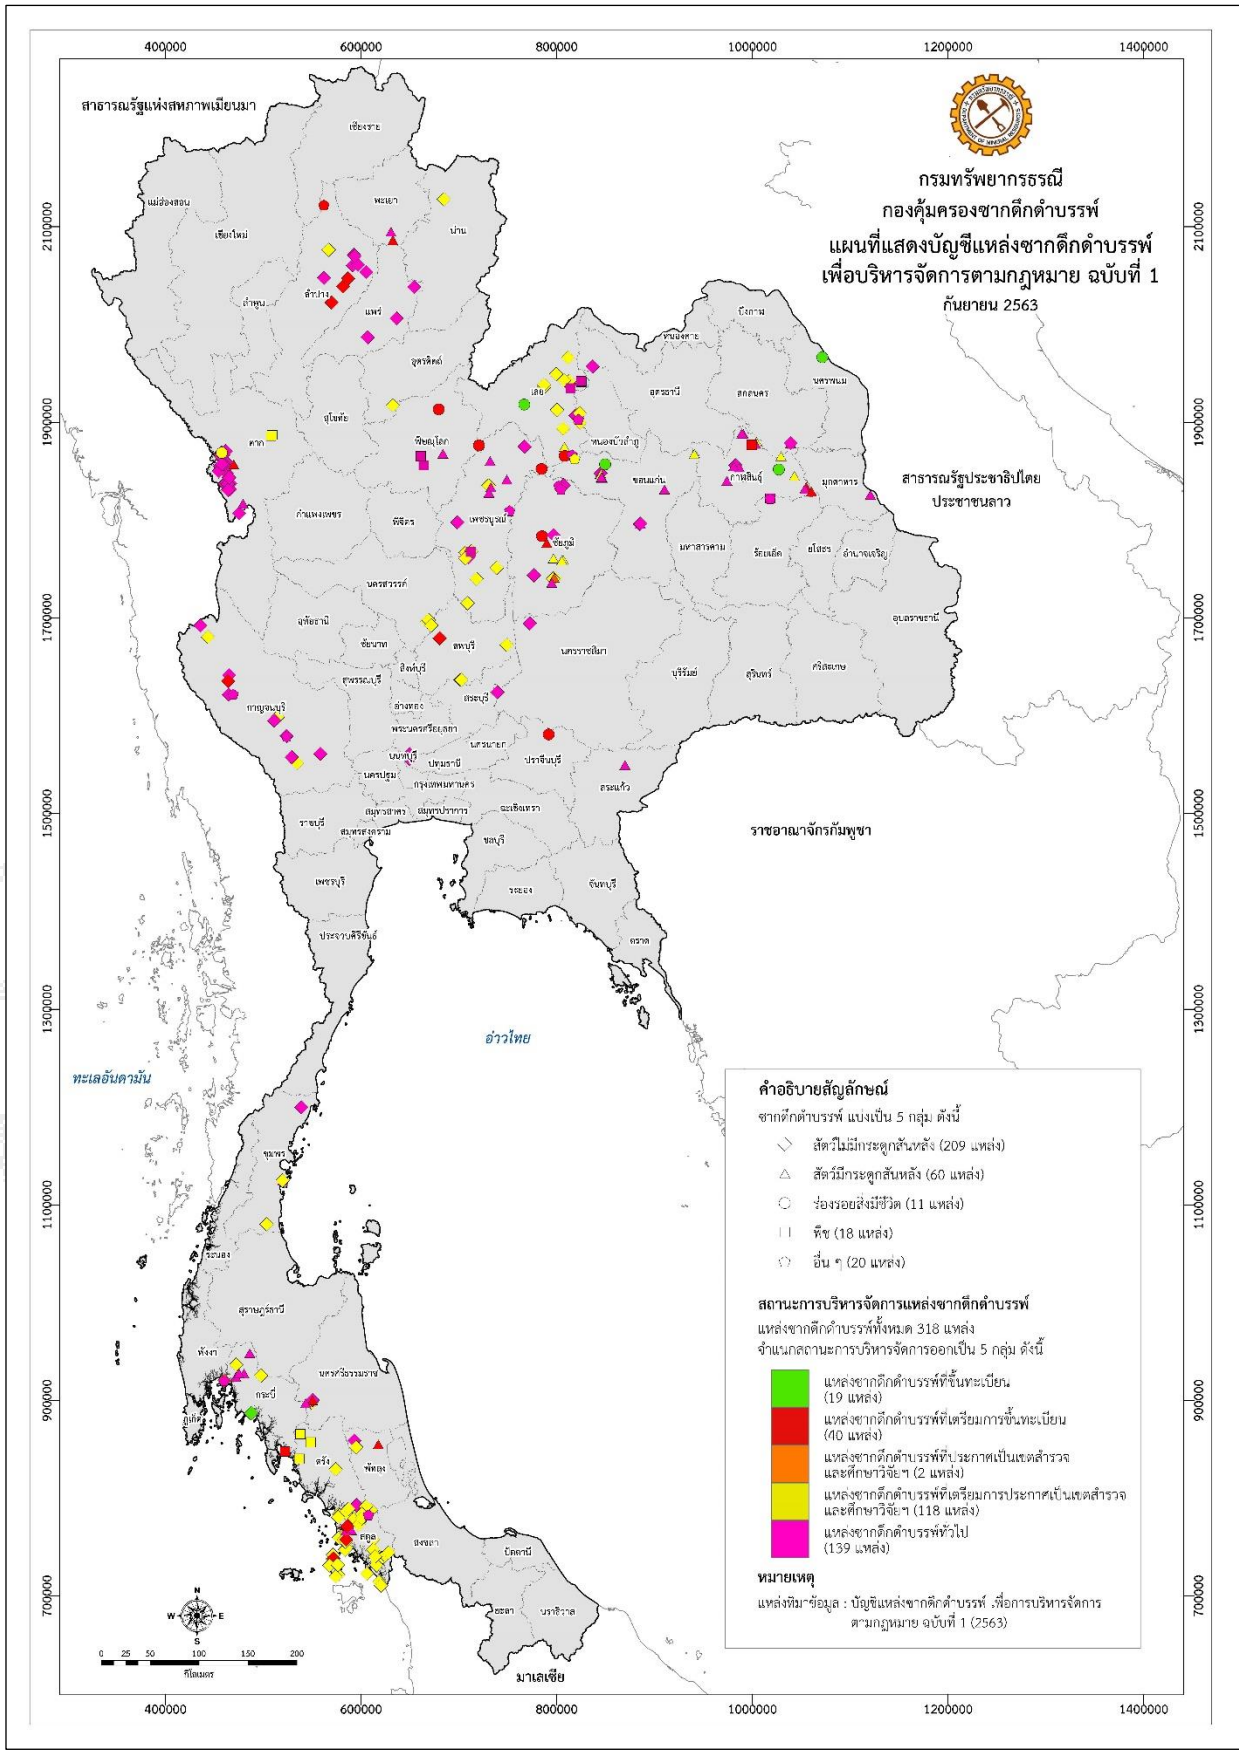 400000 600000 800000 1000000 1200000 1400000
สาธารณรัฐแห่งสหภาพเมียนมา
กรมทรัพยากรธรณี
กองคุ้มครองซากดึกดำบรรพ์
แผนที่แสดงบัญชีแหล่งซากดึกดำบรรพ์
เพื่อบริหารจัดการตามกฎหมาย ฉบับที่ 1
กันยายน 2563
2100000 2100000
1900000 1900000
1700000 1700000
1500000 1500000
1300000 1300000
1100000 1100000
900000 900000
700000 700000
เชียงราย
แม่ฮ่องสอน
เชียงใหม่
พะเยา
น่าน
ลำพูน
ลำปาง
แพร่
อุตรดิตถ์
บึงกาฬ
หนองคาย
เลย
อุดรธานี
สกลนคร
นครพนม
ตาก
สุโขทัย
พิษณุโลก
หนองบัวลำภู
กำแพงเพชร
พิจิตร
เพชรบูรณ์
ขอนแก่น
กาฬสินธุ์
มุกดาหาร
สาธารณรัฐประชาธิปไตย
ประชาชนลาว
ชัยภูมิ
มหาสารคาม
ร้อยเอ็ด
ยโสธร
อำนาจเจริญ
นครสวรรค์
อุทัยธานี
ชัยนาท
ลพบุรี
นครราชสีมา
บุรีรัมย์
สุรินทร์
ศรีสะเกษ
อุบลราชธานี
สิงห์บุรี
สุพรรณบุรี
อ่างทอง
สระบุรี
กาญจนบุรี
พระนครศรีอยุธยา
นครนายก
นนทบุรี
ปทุมธานี
ปราจีนบุรี
นครปฐม
กรุงเทพมหานคร
สระแก้ว
ราชบุรี
สมุทรสาคร
สมุทรปราการ
ฉะเชิงเทรา
สมุทรสงคราม
ชลบุรี
ราชอาณาจักรกัมพูชา
เพชรบุรี
ระยอง
จันทบุรี
ประจวบคีรีขันธ์
ตราด
อ่าวไทย
ทะเลอันดามัน
ชุมพร
ระนอง
สุราษฎร์ธานี
พังงา
นครศรีธรรมราช
กระบี่
ภูเก็ต
ตรัง
พัทลุง
สตูล
สงขลา
ปัตตานี
ยะลา
นราธิวาส
มาเลเซีย
คำอธิบายสัญลักษณ์
ซากดึกดำบรรพ์ แบ่งเป็น 5 กลุ่ม ดังนี้
สัตว์ไม่มีกระดูกสันหลัง (209 แหล่ง)
สัตว์มีกระดูกสันหลัง (60 แหล่ง)
ร่องรอยสิ่งมีชีวิต (11 แหล่ง)
พืช (18 แหล่ง)
อื่น ๆ (20 แหล่ง)
สถานะการบริหารจัดการแหล่งซากดึกดำบรรพ์
แหล่งซากดึกดำบรรพ์ทั้งหมด 318 แหล่ง
จำแนกสถานะการบริหารจัดการออกเป็น 5 กลุ่ม ดังนี้
แหล่งซากดึกดำบรรพ์ที่ขึ้นทะเบียน
(19 แหล่ง)
แหล่งซากดึกดำบรรพ์ที่เตรียมการขึ้นทะเบียน
(40 แหล่ง)
แหล่งซากดึกดำบรรพ์ที่ประกาศเป็นเขตสำรวจ
และศึกษาวิจัยฯ (2 แหล่ง)
แหล่งซากดึกดำบรรพ์ที่เตรียมการประกาศเป็นเขตสำรวจ
และศึกษาวิจัยฯ (118 แหล่ง)
แหล่งซากดึกดำบรรพ์ทั่วไป
(139 แหล่ง)
หมายเหตุ
แหล่งที่มาข้อมูล : บัญชีแหล่งซากดึกดำบรรพ์ เพื่อการบริหารจัดการ
ตามกฎหมาย ฉบับที่ 1 (2563)
N
W E
S
0 25 50 100 150 200
กิโลเมตร
400000 600000 800000 1000000 1200000 1400000